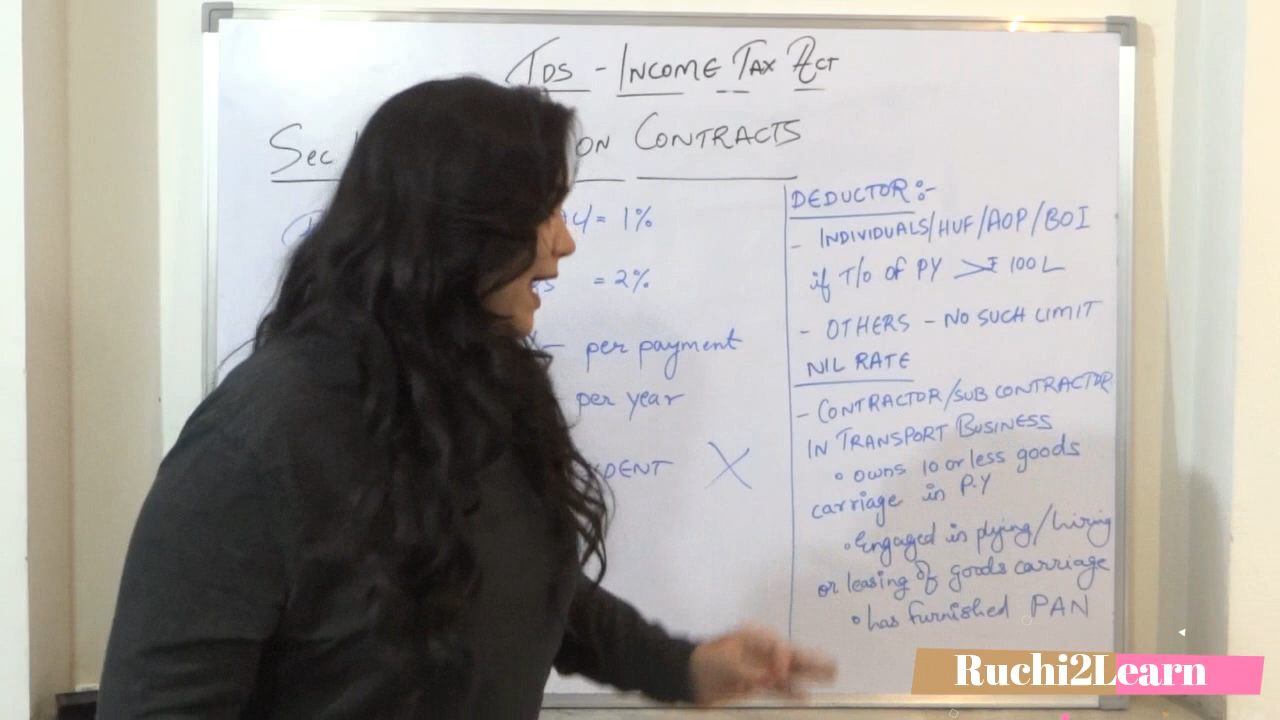 TDS - INCOME TAX ACT
SEC ON CONTRACTS
= 1%
= 2%
per payment
per year
X
DEDUCTOR :-
- INDIVIDUALS/HUF/AOP/BOI
if T/O of PY > ₹ 100 L
- OTHERS - NO SUCH LIMIT
NIL RATE
- CONTRACTOR/SUB CONTRACTOR
IN TRANSPORT BUSINESS
• owns 10 or less goods
carriage in P.Y
• Engaged in plying/hiring
or leasing of goods carriage
• has furnished PAN
Ruchi2Learn